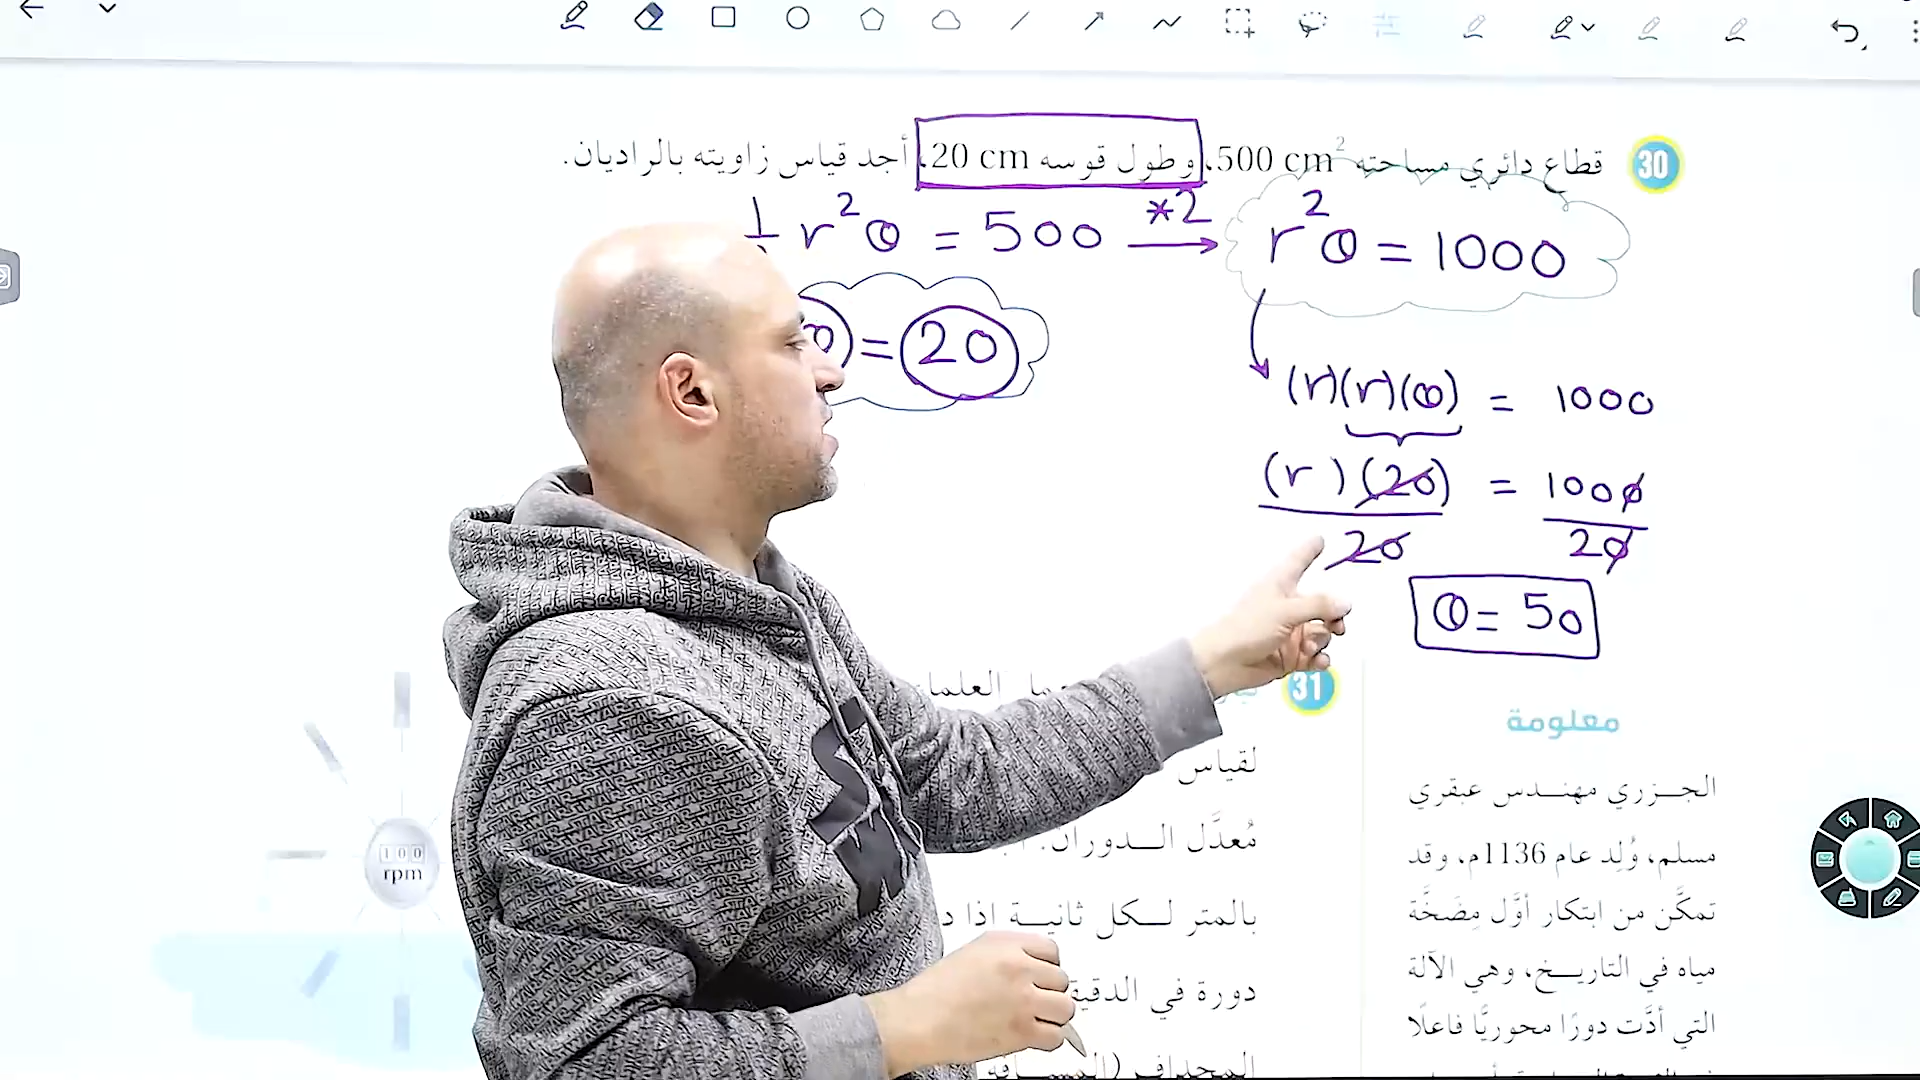 30 قطاع دائري مساحته 500 cm²، وطول قوسه 20 cm، أجد قياس زاويته بالراديان.
r²θ = 500 *2 → r²θ = 1000
θ = 20
(r)(r)(θ) = 1000
(r)(20) = 1000
20 20
θ = 50
31
العلماء
لقياس
مُعدَّل الدوران
بالمتر لكل ثانية إذا
دورة في الدقيقة
معلومة
الجزري مهندس عبقري
مسلم، وُلِد عام 1136م، وقد
تمكَّن من ابتكار أوَّل مِضَخَّة
مياه في التاريخ، وهي الآلة
التي أدَّت دورًا محوريًّا فاعلًا
100
rpm